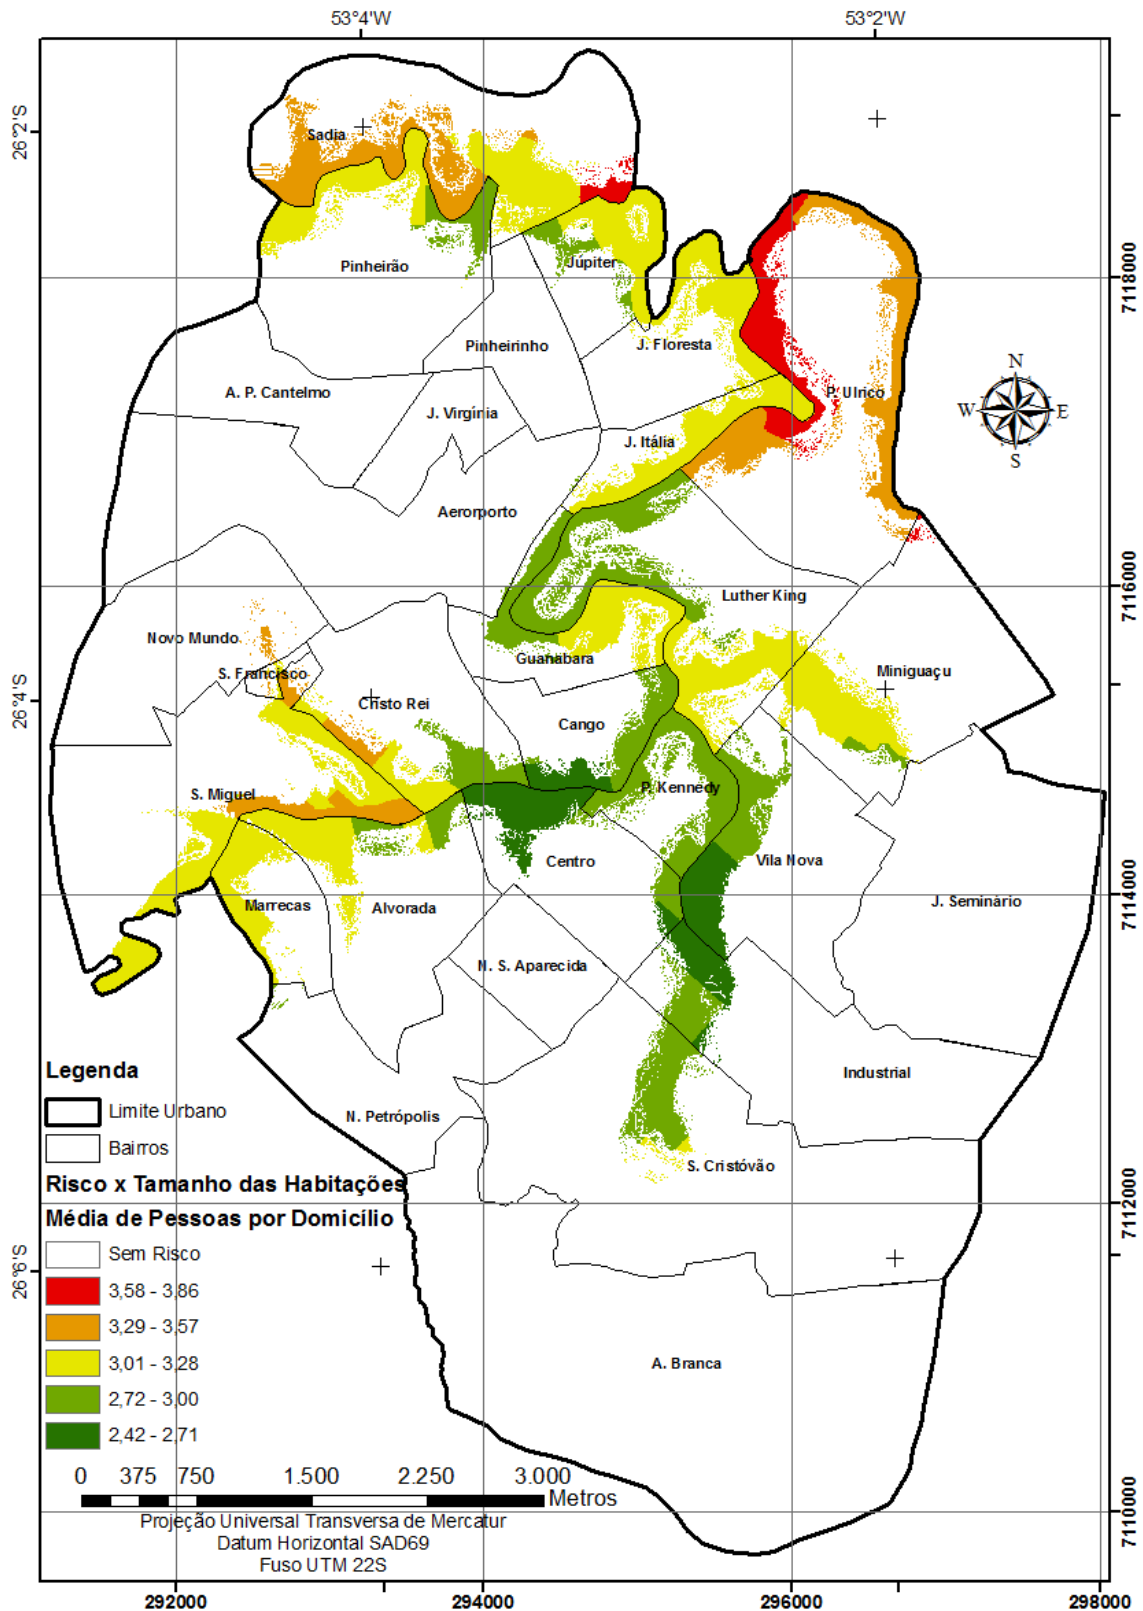 53°4'W
53°2'W
26°2'S
Sadia
Pinheirão
Júpiter
7118000
Pinheirinho
J. Floresta
N
W
E
S
A. P. Cantelmo
J. Virgínia
P. Ulrico
J. Itália
Aerorporto
7116000
Luther King
Novo Mundo
Guanabara
S. Francisco
Miniguaçu
26°4'S
Cristo Rei
Cango
S. Miguel
P. Kennedy
Centro
Vila Nova
7114000
Marrecas
Alvorada
J. Seminário
N. S. Aparecida
Industrial
N. Petrópolis
S. Cristóvão
7112000
26°6'S
A. Branca
7110000
Legenda
Limite Urbano
Bairros
Risco x Tamanho das Habitações
Média de Pessoas por Domicílio
Sem Risco
3,58 - 3,86
3,29 - 3,57
3,01 - 3,28
2,72 - 3,00
2,42 - 2,71
0 375 750 1.500 2.250 3.000
Metros
Projeção Universal Transversa de Mercatur
Datum Horizontal SAD69
Fuso UTM 22S
292000 294000 296000 298000